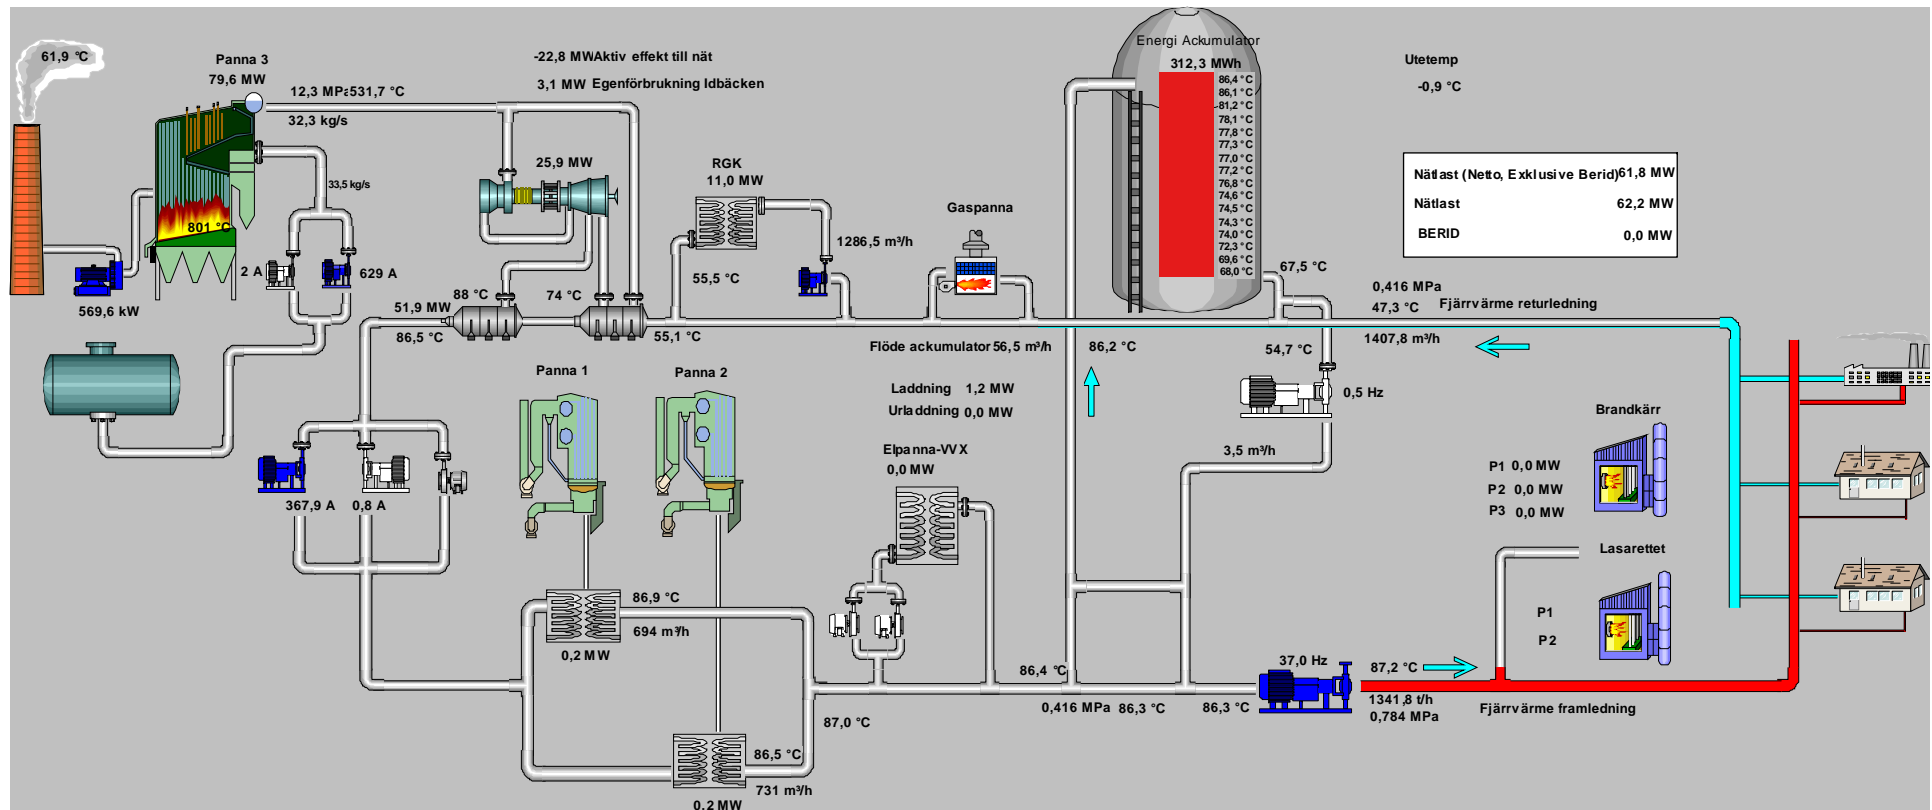 61,9 °C
Panna 3
79,6 MW
12,3 MPa
531,7 °C
32,3 kg/s
33,5 kg/s
801 °C
2 A
629 A
569,6 kW
-22,8 MW Aktiv effekt till nät
3,1 MW Egenförbrukning Idbäcken
25,9 MW
RGK
11,0 MW
1286,5 m³/h
55,5 °C
Gaspanna
51,9 MW
88 °C
74 °C
86,5 °C
55,1 °C
Flöde ackumulator 56,5 m³/h
Energi Ackumulator
312,3 MWh
86,4 °C
86,1 °C
81,2 °C
78,1 °C
77,8 °C
77,3 °C
77,0 °C
77,2 °C
76,8 °C
74,6 °C
74,5 °C
74,3 °C
74,0 °C
72,3 °C
69,6 °C
68,0 °C
67,5 °C
Utetemp
-0,9 °C
Nätlast (Netto, Exklusive Berid) 61,8 MW
Nätlast 62,2 MW
BERID 0,0 MW
0,416 MPa
47,3 °C
Fjärrvärme returledning
1407,8 m³/h
86,2 °C
54,7 °C
0,5 Hz
3,5 m³/h
Laddning 1,2 MW
Urladdning 0,0 MW
Elpanna-VVX
0,0 MW
Panna 1
Panna 2
367,9 A
0,8 A
86,9 °C
694 m³/h
0,2 MW
86,5 °C
731 m³/h
0,2 MW
87,0 °C
86,4 °C
0,416 MPa
86,3 °C
86,3 °C
37,0 Hz
87,2 °C
1341,8 t/h
0,784 MPa
Fjärrvärme framledning
Brandkärr
P1 0,0 MW
P2 0,0 MW
P3 0,0 MW
Lasarettet
P1
P2